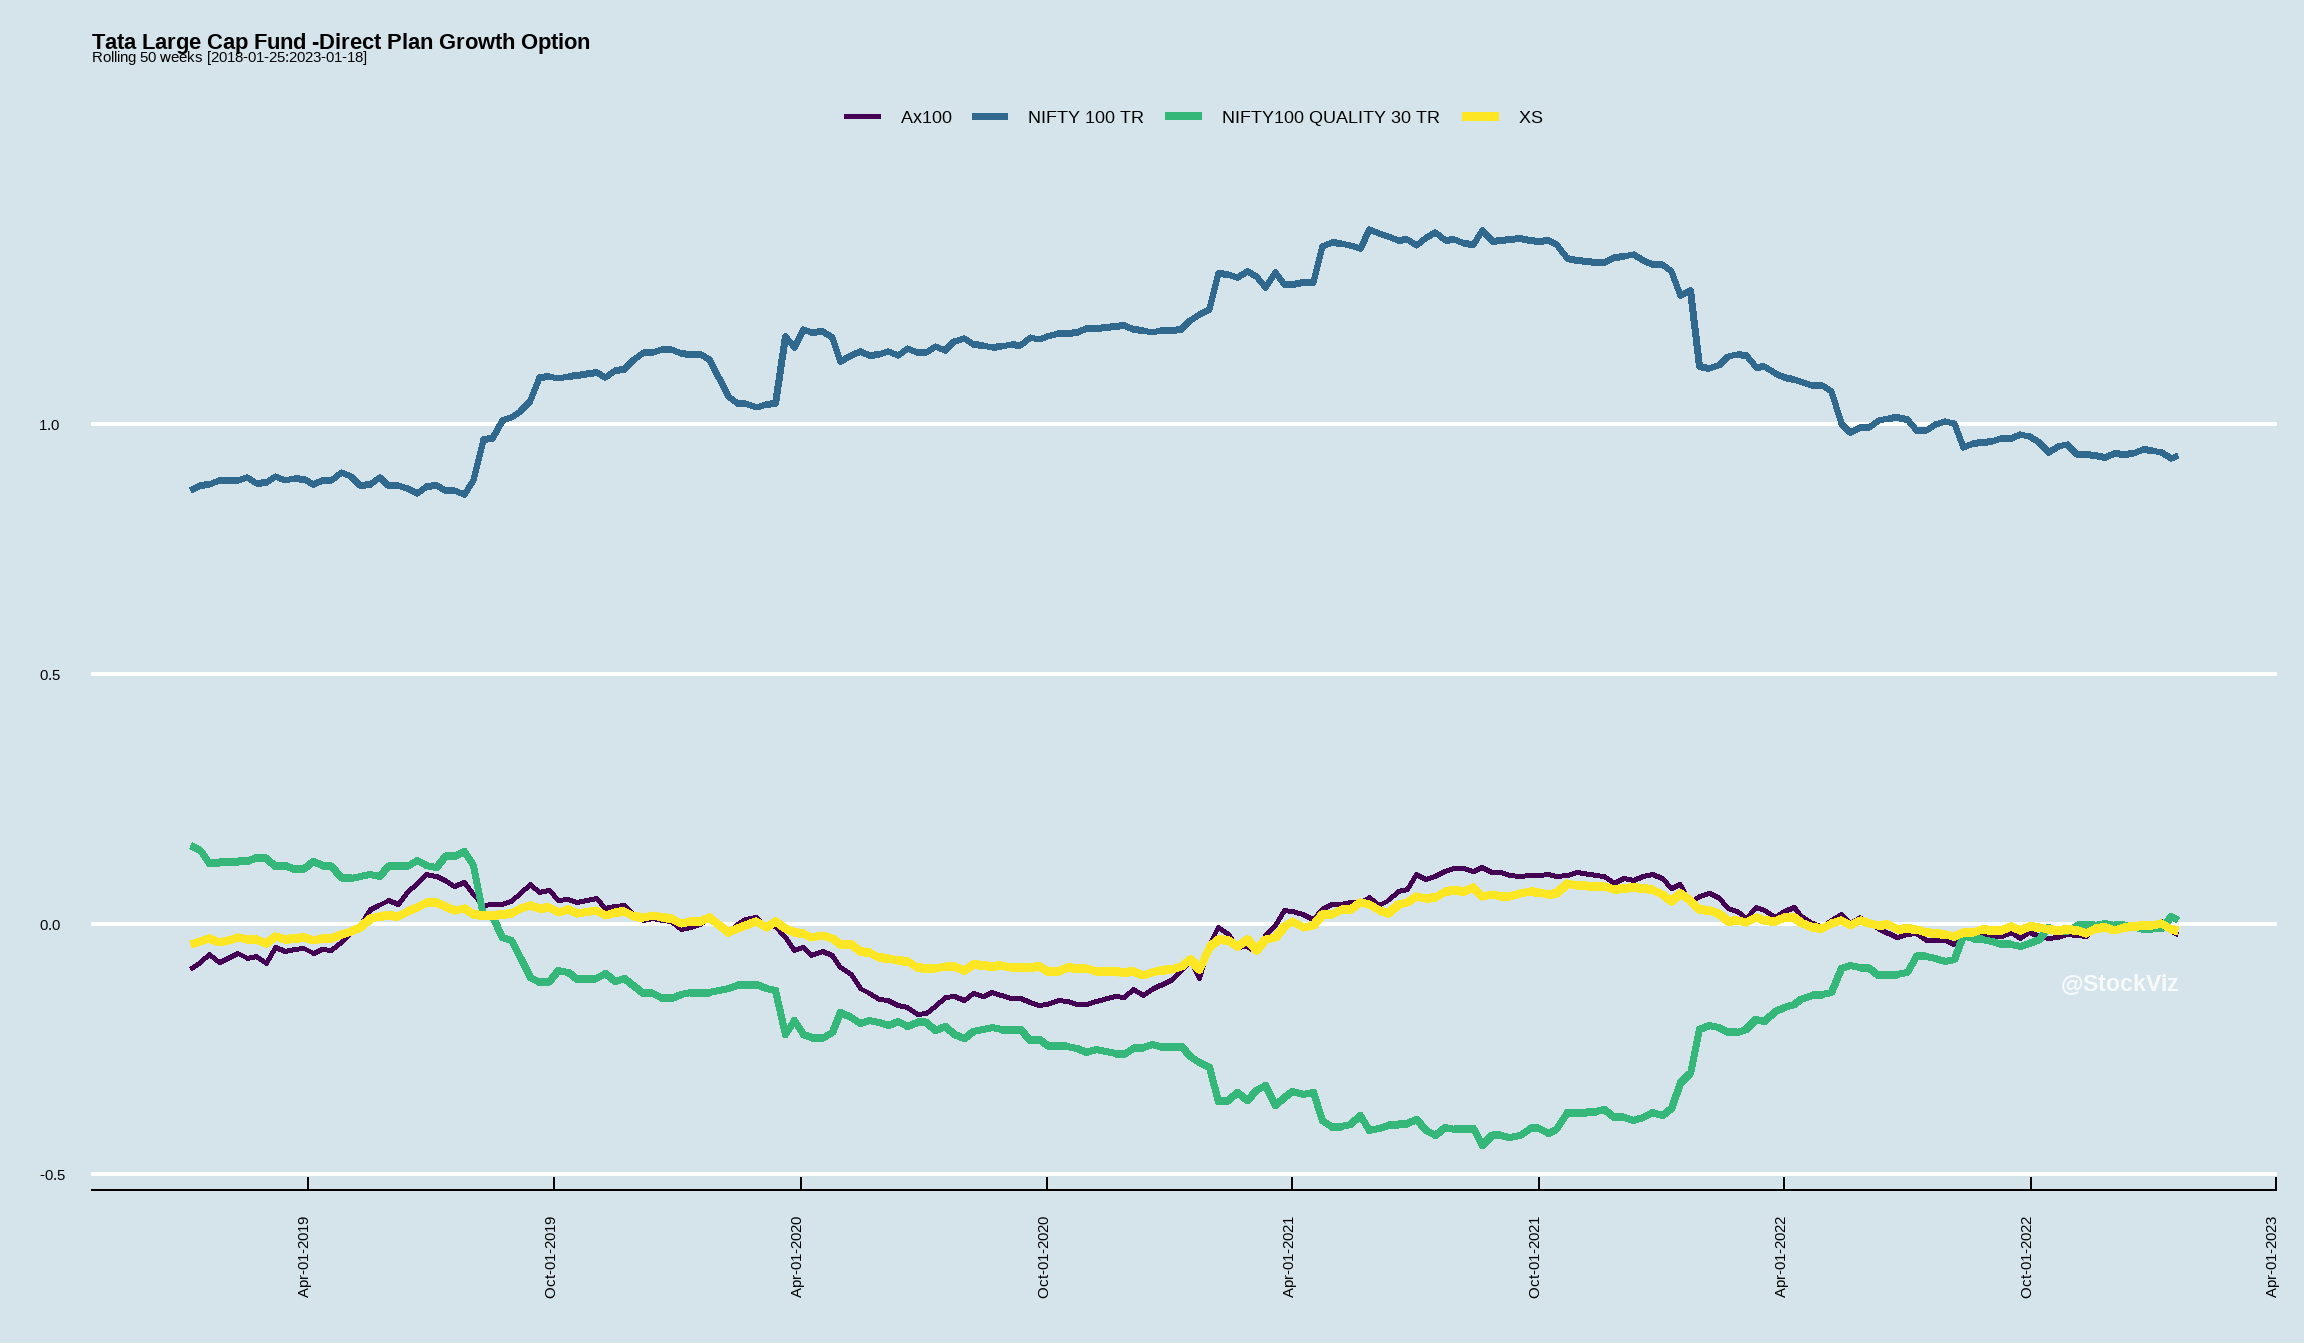 Tata Large Cap Fund -Direct Plan Growth Option
Rolling 50 weeks [2018-01-25:2023-01-18]
Ax100 NIFTY 100 TR NIFTY100 QUALITY 30 TR XS
1.0
0.5
0.0
@StockViz
-0.5
Apr-01-2019
Oct-01-2019
Apr-01-2020
Oct-01-2020
Apr-01-2021
Oct-01-2021
Apr-01-2022
Oct-01-2022
Apr-01-2023